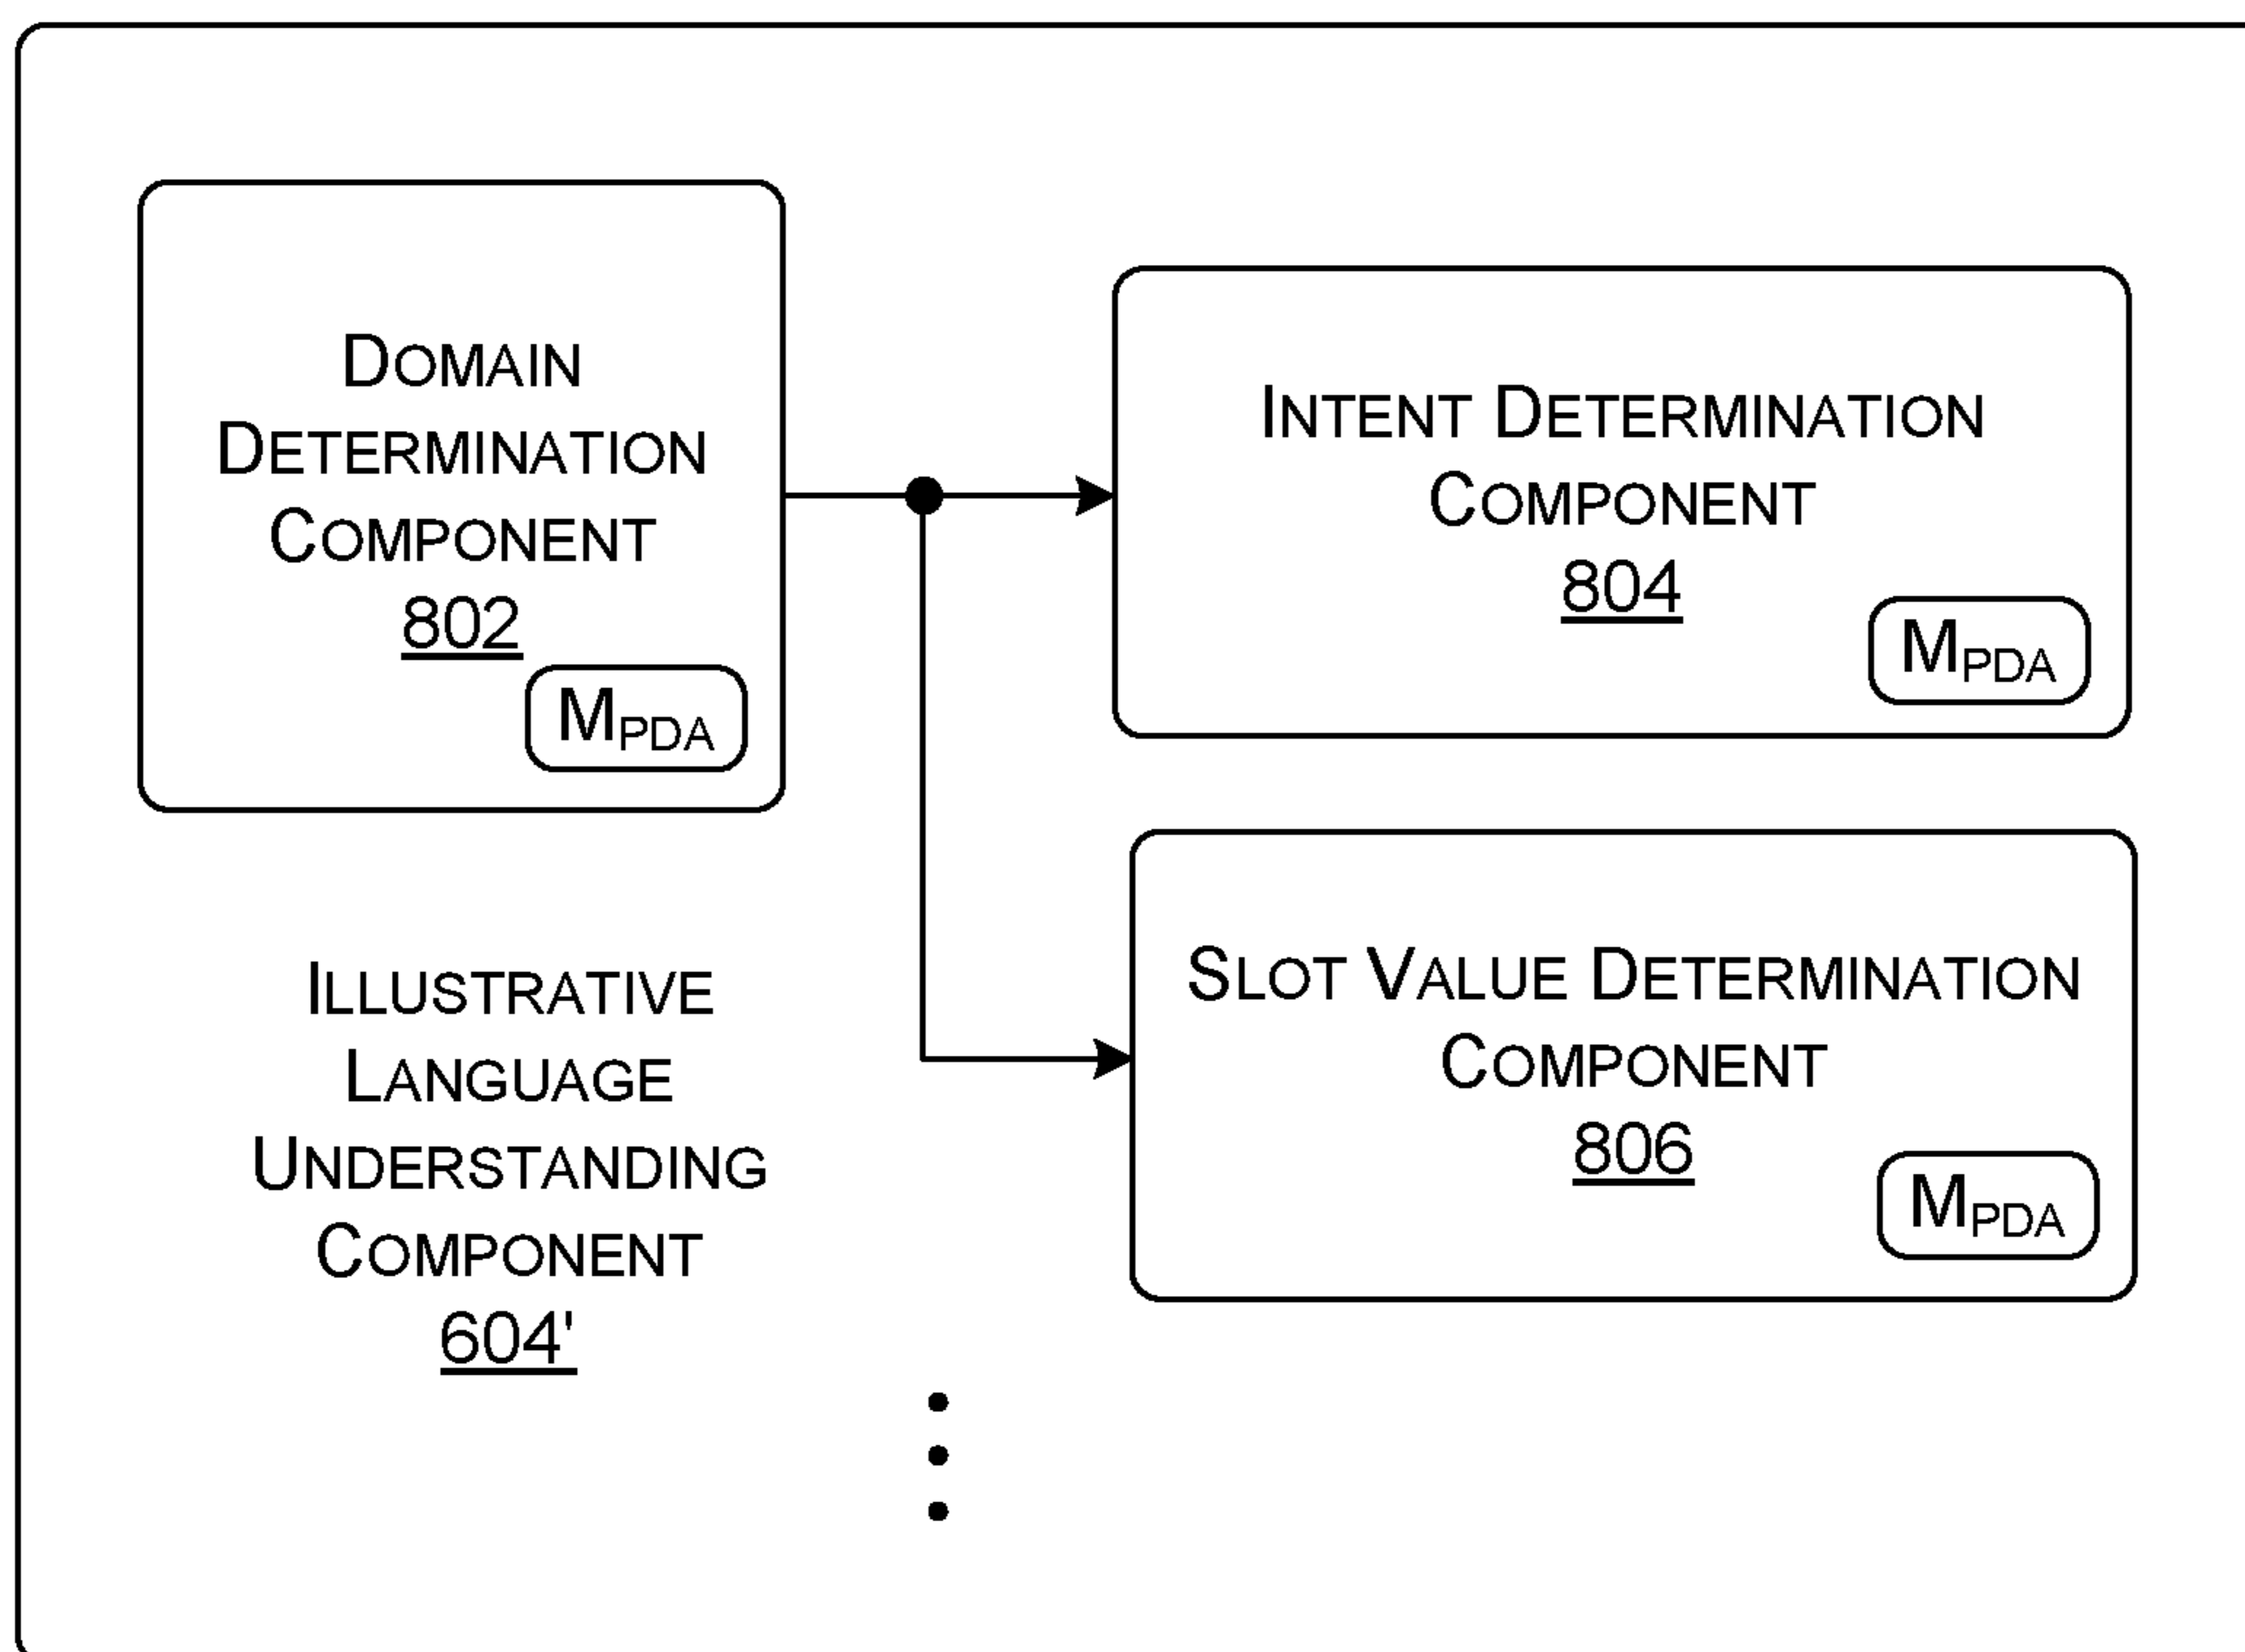 DOMAIN
DETERMINATION
COMPONENT
802
MPDA
INTENT DETERMINATION
COMPONENT
804
MPDA
SLOT VALUE DETERMINATION
COMPONENT
806
MPDA
ILLUSTRATIVE
LANGUAGE
UNDERSTANDING
COMPONENT
604'